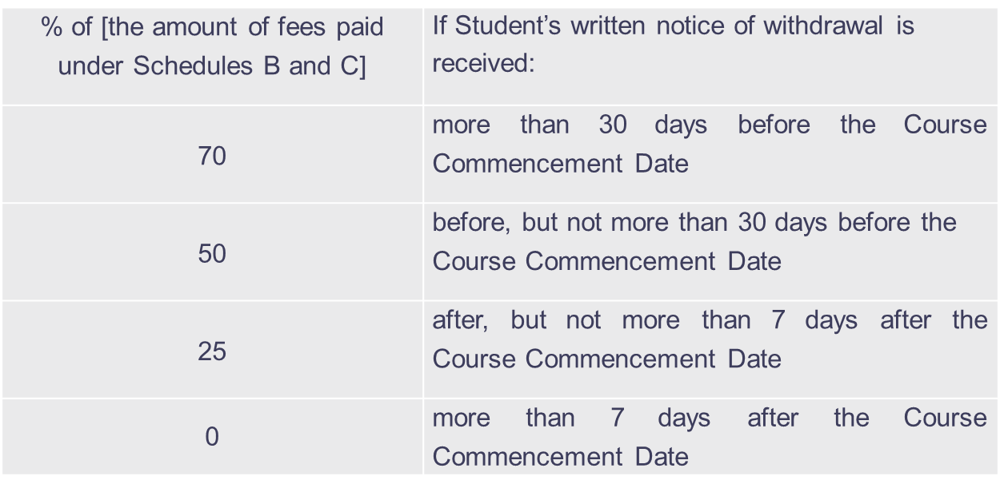 % of [the amount of fees paid
under Schedules B and C]
If Student’s written notice of withdrawal is
received:
70
more than 30 days before the Course
Commencement Date
50
before, but not more than 30 days before the
Course Commencement Date
25
after, but not more than 7 days after the
Course Commencement Date
0
more than 7 days after the Course
Commencement Date